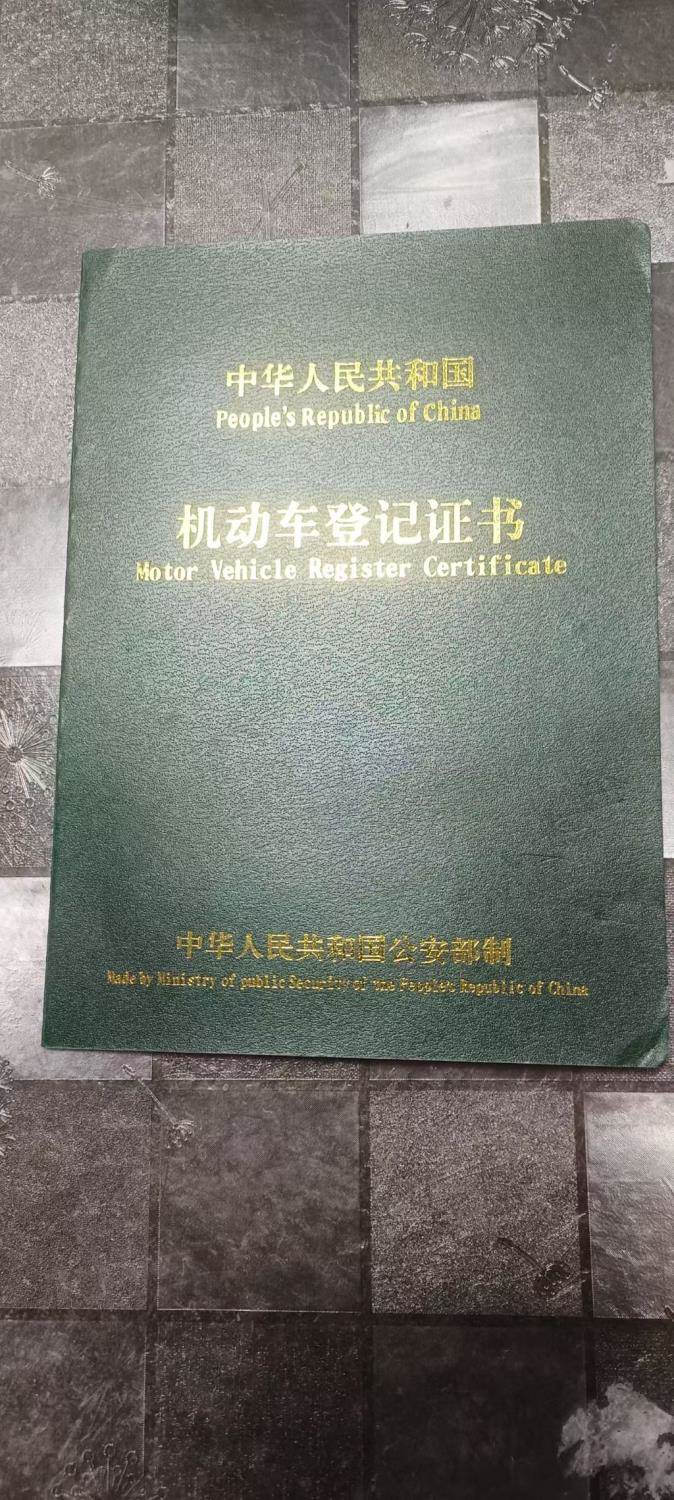 中华人民共和国
People's Republic of China
机动车登记证书
Motor Vehicle Register Certificate
中华人民共和国公安部制
Made by Ministry of public Security of the People's Republic of China